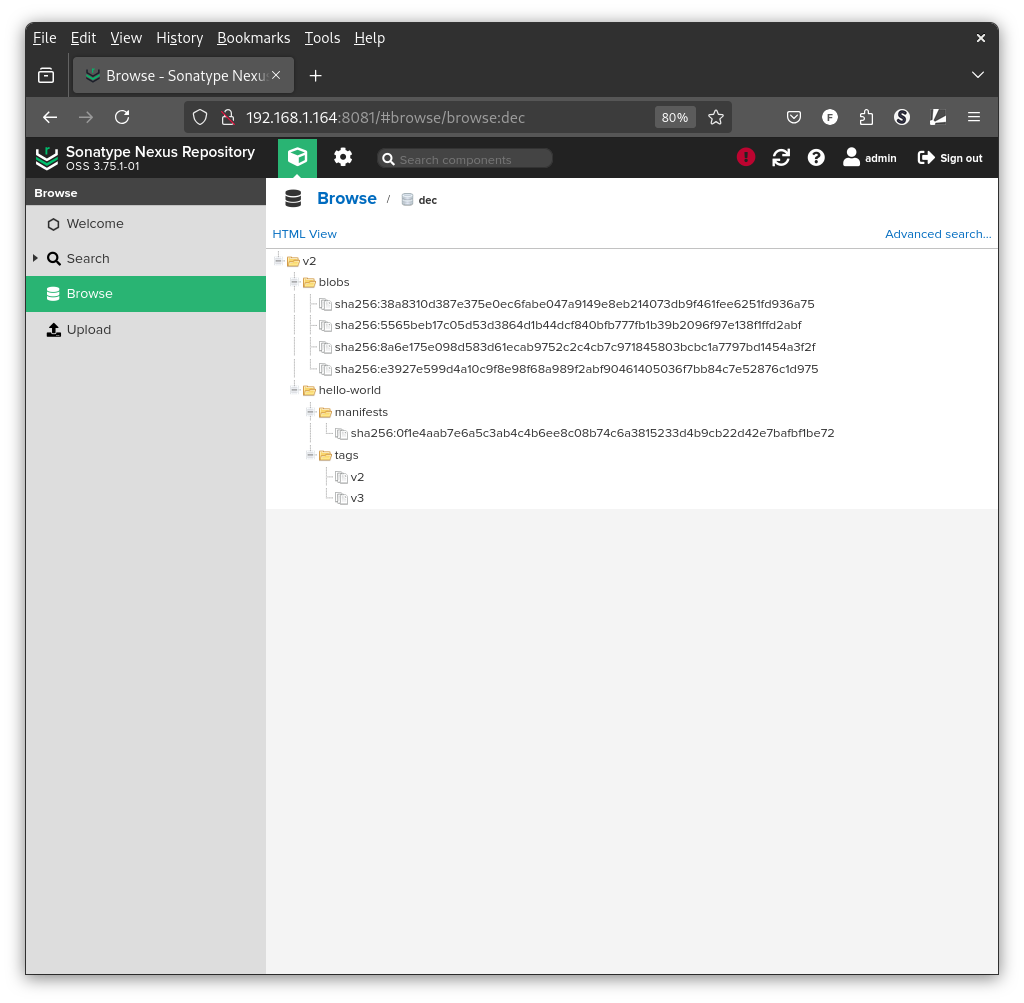 File Edit View History Bookmarks Tools Help
Browse - Sonatype Nexus
192.168.1.164:8081/#browse/browse:dec 80%
Sonatype Nexus Repository
OSS 3.75.1-01
Search components
admin Sign out
Browse
Welcome
Search
Browse
Upload
Browse / dec
HTML View Advanced search...
v2
blobs
sha256:38a8310d387e375e0ec6fabe047a9149e8eb214073db9f461fee6251fd936a75
sha256:5565beb17c05d53d3864d1b44dcf840bfb777fb1b39b2096f97e138f1ffd2abf
sha256:8a6e175e098d583d61ecab9752c2c4cb7c971845803bcbc1a7797bd1454a3f2f
sha256:e3927e599d4a10c9f8e98f68a989f2abf90461405036f7bb84c7e52876c1d975
hello-world
manifests
sha256:0f1e4aab7e6a5c3ab4c4b6ee8c08b74c6a3815233d4b9cb22d42e7bafbf1be72
tags
v2
v3